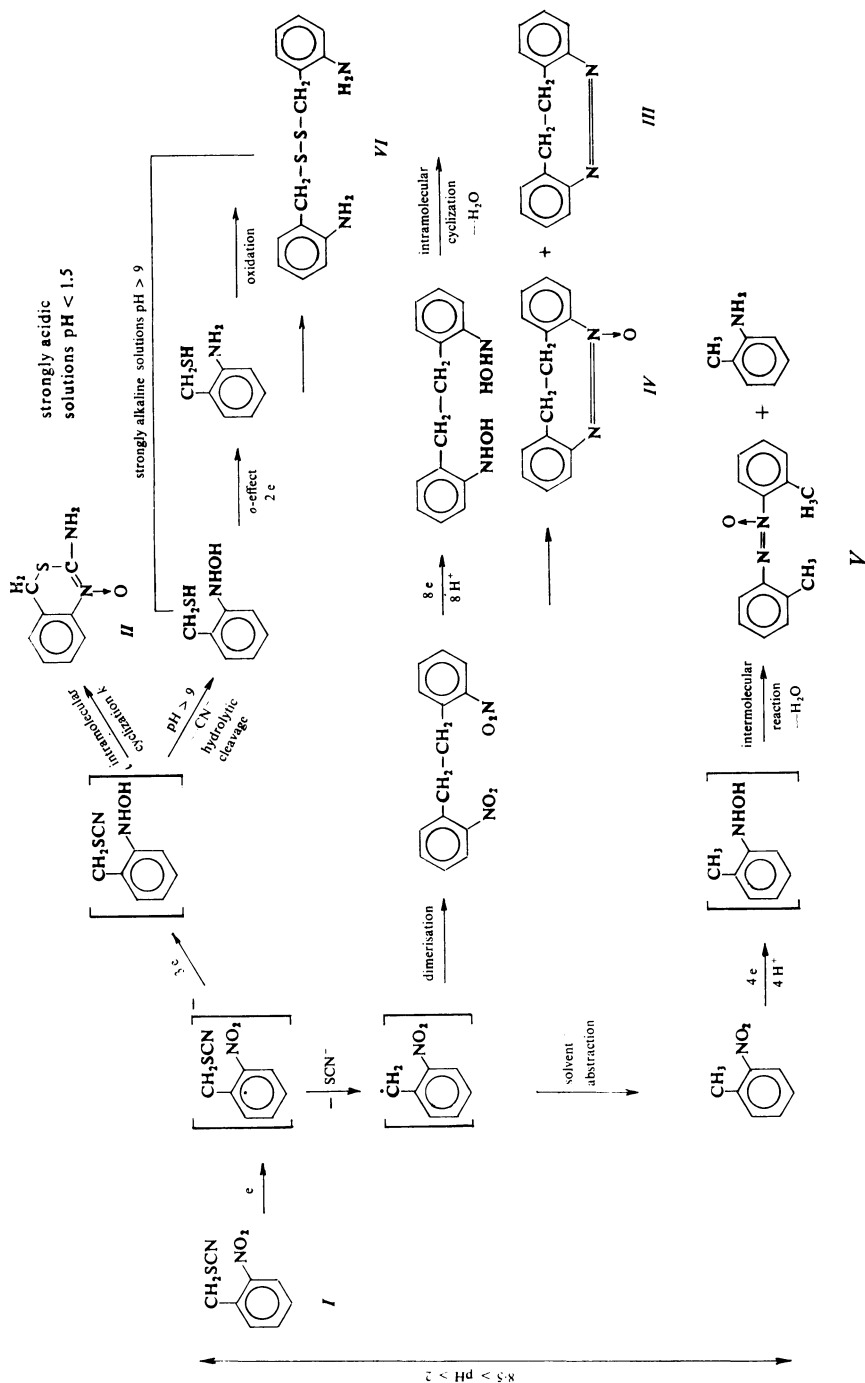 CH₂SCN
NO₂
I
e
CH₂SCN
NO₂
−
3 e
CH₂SCN
NHOH
intramolecular
cyclization k
H₂
C
S
C—NH₂
N
O
II
strongly acidic
solutions pH < 1.5
pH > 9
CN⁻
hydrolytic
cleavage
CH₂SH
NHOH
o-effect
2 e
CH₂SH
NH₂
oxidation
strongly alkaline solutions pH > 9
CH₂—S—S—CH₂
NH₂
H₂N
VI
− SCN⁻
ĊH₂
NO₂
dimerisation
CH₂—CH₂
NO₂
O₂N
8 e
8 H⁺
CH₂—CH₂
NHOH
HOHN
intramolecular
cyclization
—H₂O
CH₂—CH₂
N
N
O
IV
+
CH₂—CH₂
N
N
III
solvent
abstraction
CH₃
NO₂
4 e
4 H⁺
CH₃
NHOH
intermolecular
reaction
—H₂O
O
N=N
CH₃
H₃C
V
+
CH₃
NH₂
8·5 > pH > 2